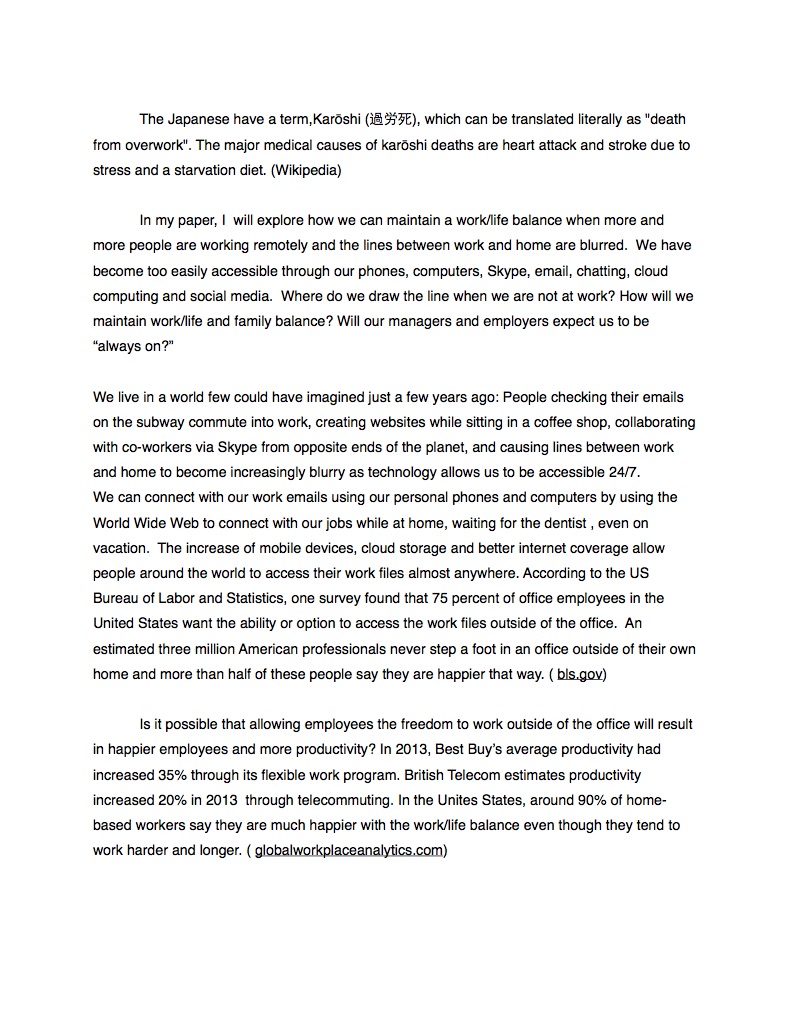 The Japanese have a term,Karōshi (過労死), which can be translated literally as "death
from overwork". The major medical causes of karōshi deaths are heart attack and stroke due to
stress and a starvation diet. (Wikipedia)
In my paper, I  will explore how we can maintain a work/life balance when more and
more people are working remotely and the lines between work and home are blurred.  We have
become too easily accessible through our phones, computers, Skype, email, chatting, cloud
computing and social media.  Where do we draw the line when we are not at work? How will we
maintain work/life and family balance? Will our managers and employers expect us to be
“always on?”
We live in a world few could have imagined just a few years ago: People checking their emails
on the subway commute into work, creating websites while sitting in a coffee shop, collaborating
with co-workers via Skype from opposite ends of the planet, and causing lines between work
and home to become increasingly blurry as technology allows us to be accessible 24/7.
We can connect with our work emails using our personal phones and computers by using the
World Wide Web to connect with our jobs while at home, waiting for the dentist , even on
vacation.  The increase of mobile devices, cloud storage and better internet coverage allow
people around the world to access their work files almost anywhere. According to the US
Bureau of Labor and Statistics, one survey found that 75 percent of office employees in the
United States want the ability or option to access the work files outside of the office.  An
estimated three million American professionals never step a foot in an office outside of their own
home and more than half of these people say they are happier that way. ( bls.gov)
Is it possible that allowing employees the freedom to work outside of the office will result
in happier employees and more productivity? In 2013, Best Buy’s average productivity had
increased 35% through its flexible work program. British Telecom estimates productivity
increased 20% in 2013  through telecommuting. In the Unites States, around 90% of home-
based workers say they are much happier with the work/life balance even though they tend to
work harder and longer. ( globalworkplaceanalytics.com)